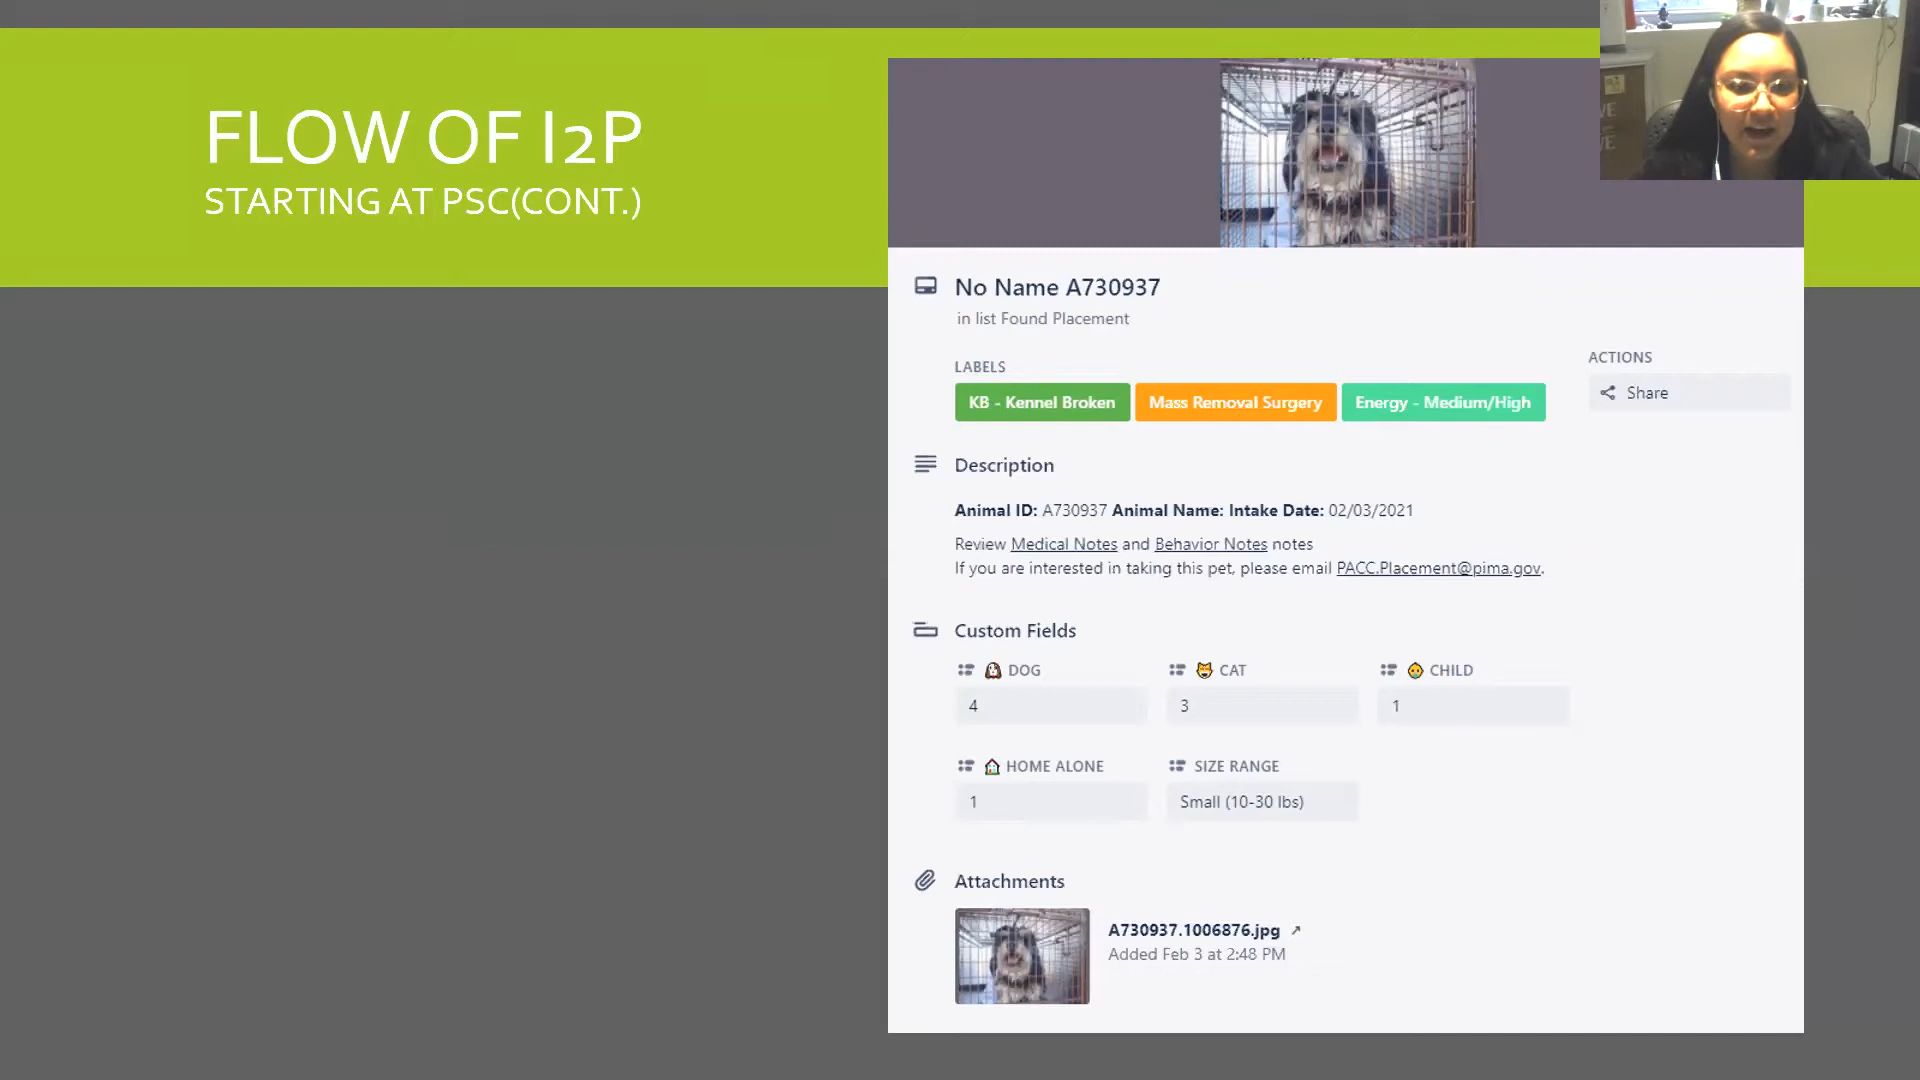 FLOW OF I2P
STARTING AT PSC(CONT.)
No Name A730937
in list Found Placement
LABELS
KB - Kennel Broken
Mass Removal Surgery
Energy - Medium/High
ACTIONS
Share
Description
Animal ID: A730937 Animal Name: Intake Date: 02/03/2021
Review Medical Notes and Behavior Notes notes
If you are interested in taking this pet, please email PACC.Placement@pima.gov.
Custom Fields
DOG
CAT
CHILD
4
3
1
HOME ALONE
SIZE RANGE
1
Small (10-30 lbs)
Attachments
A730937.1006876.jpg
Added Feb 3 at 2:48 PM